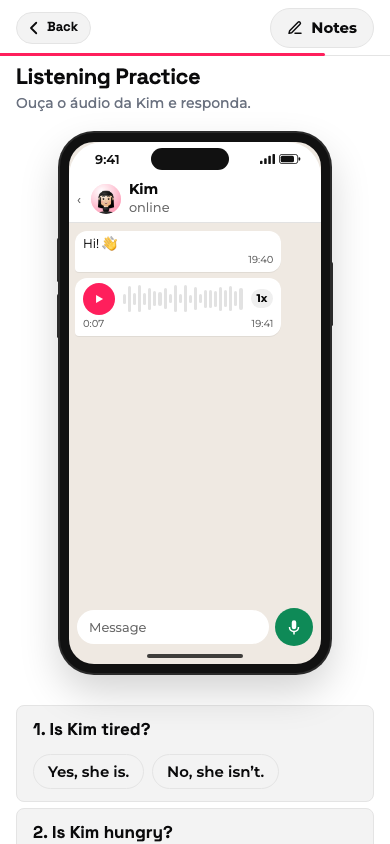 Back
Notes
Listening Practice
Ouça o áudio da Kim e responda.
9:41
Kim
online
Hi! 👋
19:40
1x
0:07
19:41
Message
1. Is Kim tired?
Yes, she is.
No, she isn't.
2. Is Kim hungry?